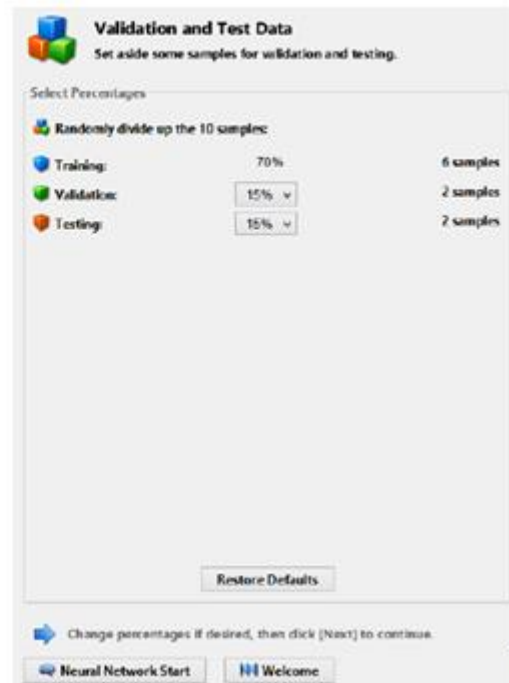 Validation and Test Data
Set aside some samples for validation and testing.
Select Percentages
Randomly divide up the 10 samples:
Training: 70% 6 samples
Validation: 15% 2 samples
Testing: 15% 2 samples
Restore Defaults
Change percentages if desired, then click [Next] to continue.
Neural Network Start Welcome